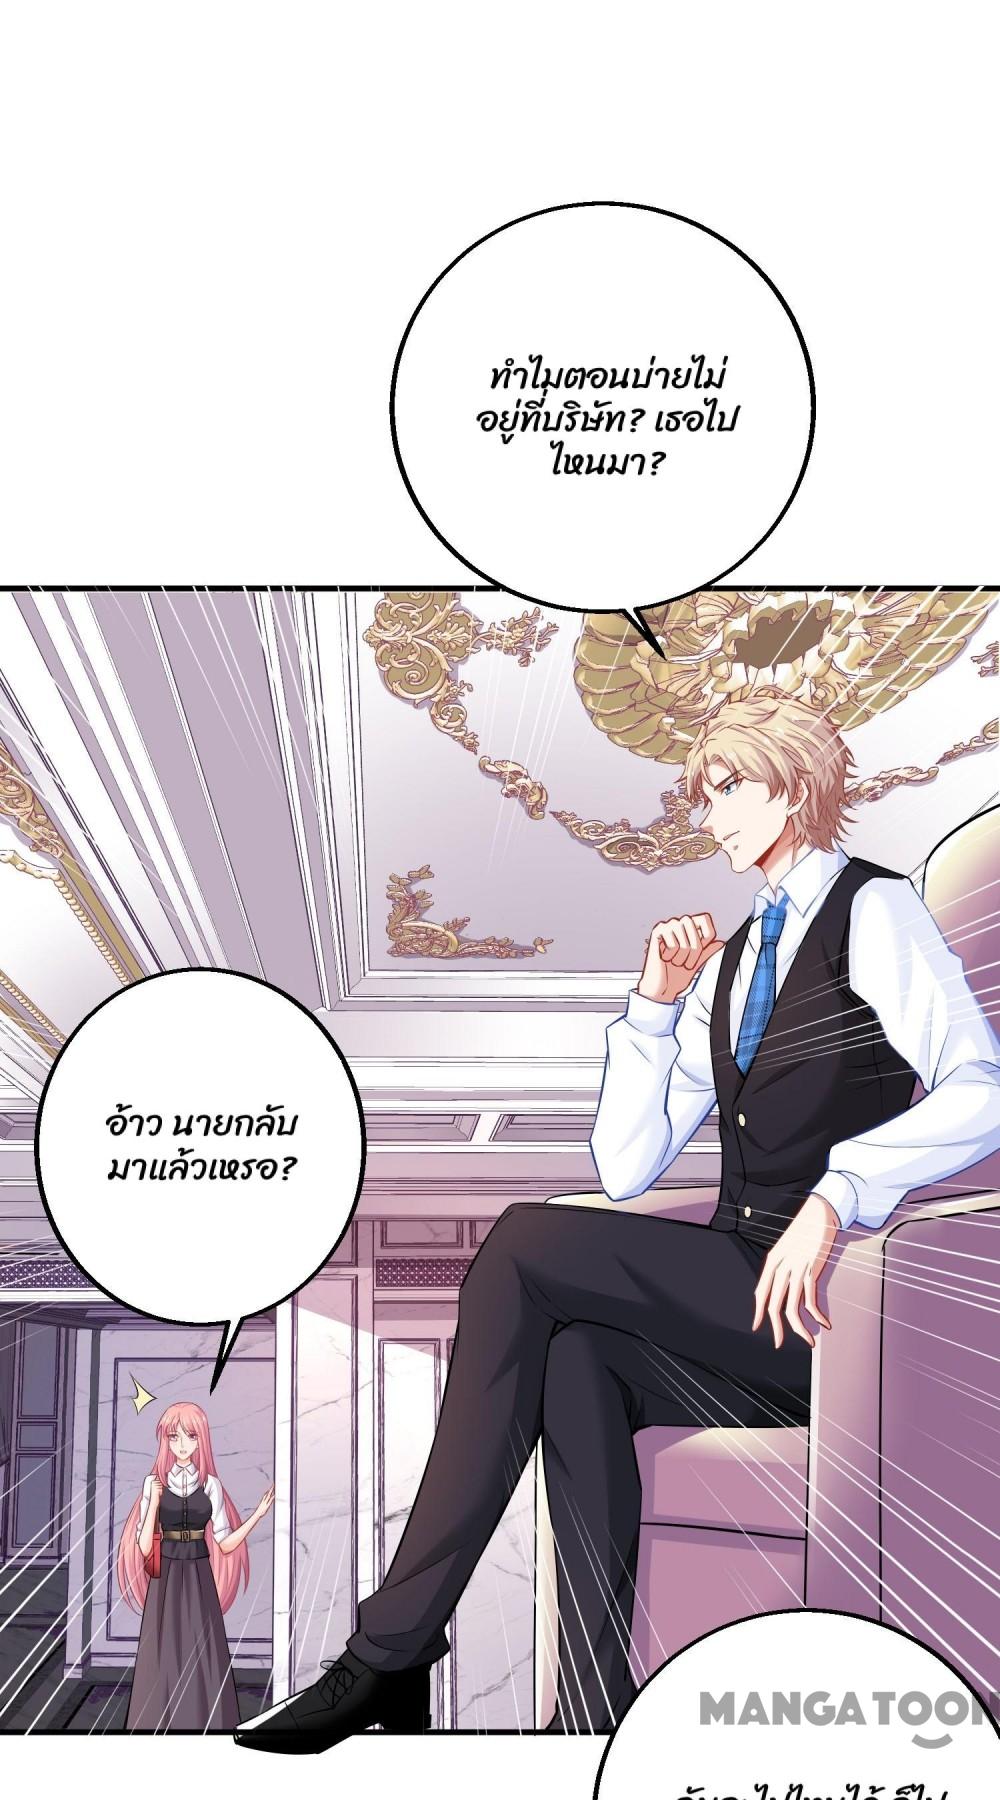 ทำไมตอนบ่ายไม่
อยู่ที่บริษัท? เธอไป
ไหนมา?
อ้าว นายกลับ
มาแล้วเหรอ?
MANGATOON